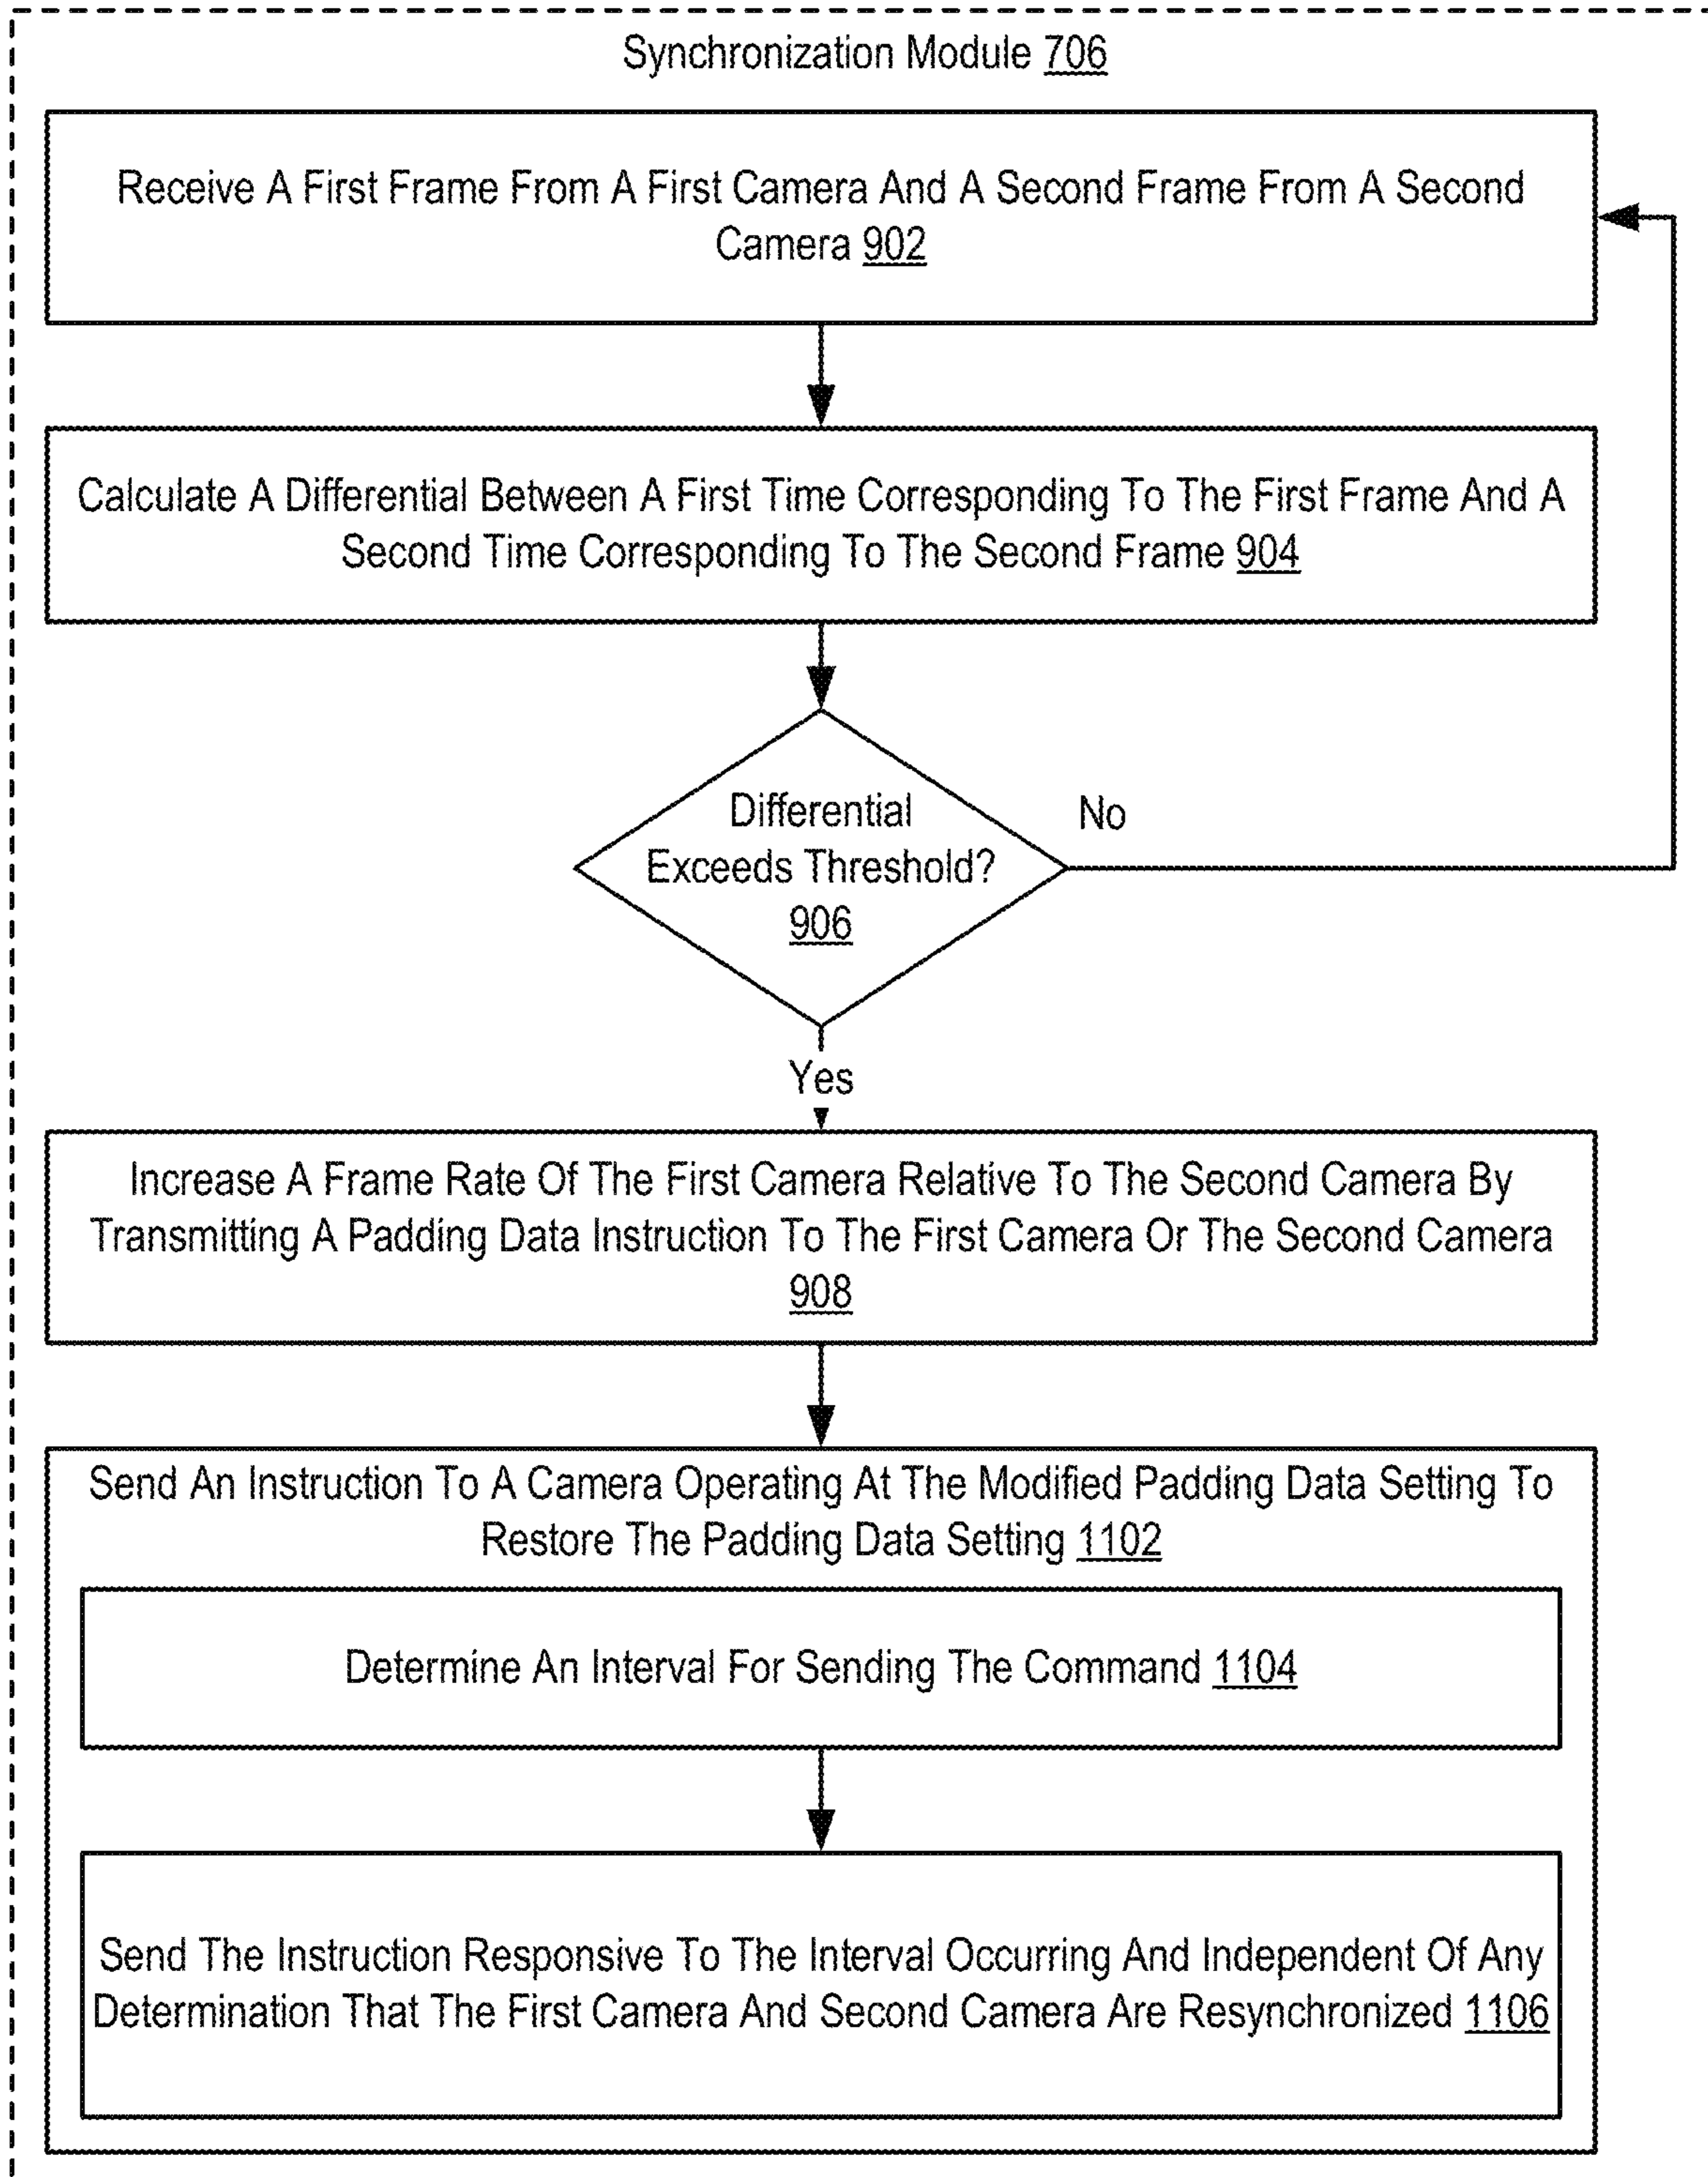 Synchronization Module 706
Receive A First Frame From A First Camera And A Second Frame From A Second
Camera 902
Calculate A Differential Between A First Time Corresponding To The First Frame And A
Second Time Corresponding To The Second Frame 904
Differential
Exceeds Threshold?
906
No
Yes
Increase A Frame Rate Of The First Camera Relative To The Second Camera By
Transmitting A Padding Data Instruction To The First Camera Or The Second Camera
908
Send An Instruction To A Camera Operating At The Modified Padding Data Setting To
Restore The Padding Data Setting 1102
Determine An Interval For Sending The Command 1104
Send The Instruction Responsive To The Interval Occurring And Independent Of Any
Determination That The First Camera And Second Camera Are Resynchronized 1106